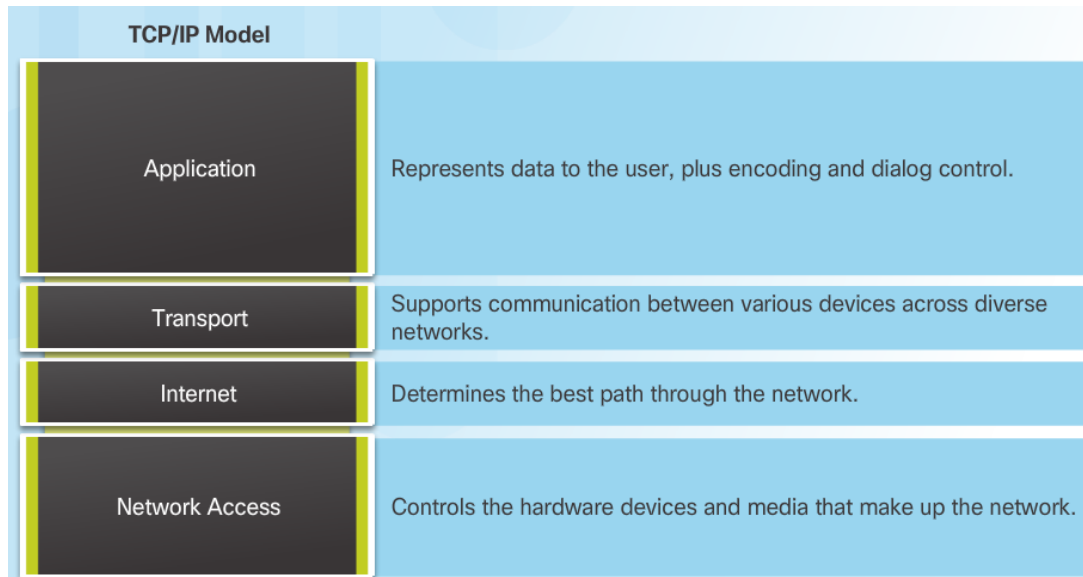 TCP/IP Model
Application
Represents data to the user, plus encoding and dialog control.
Transport
Supports communication between various devices across diverse
networks.
Internet
Determines the best path through the network.
Network Access
Controls the hardware devices and media that make up the network.